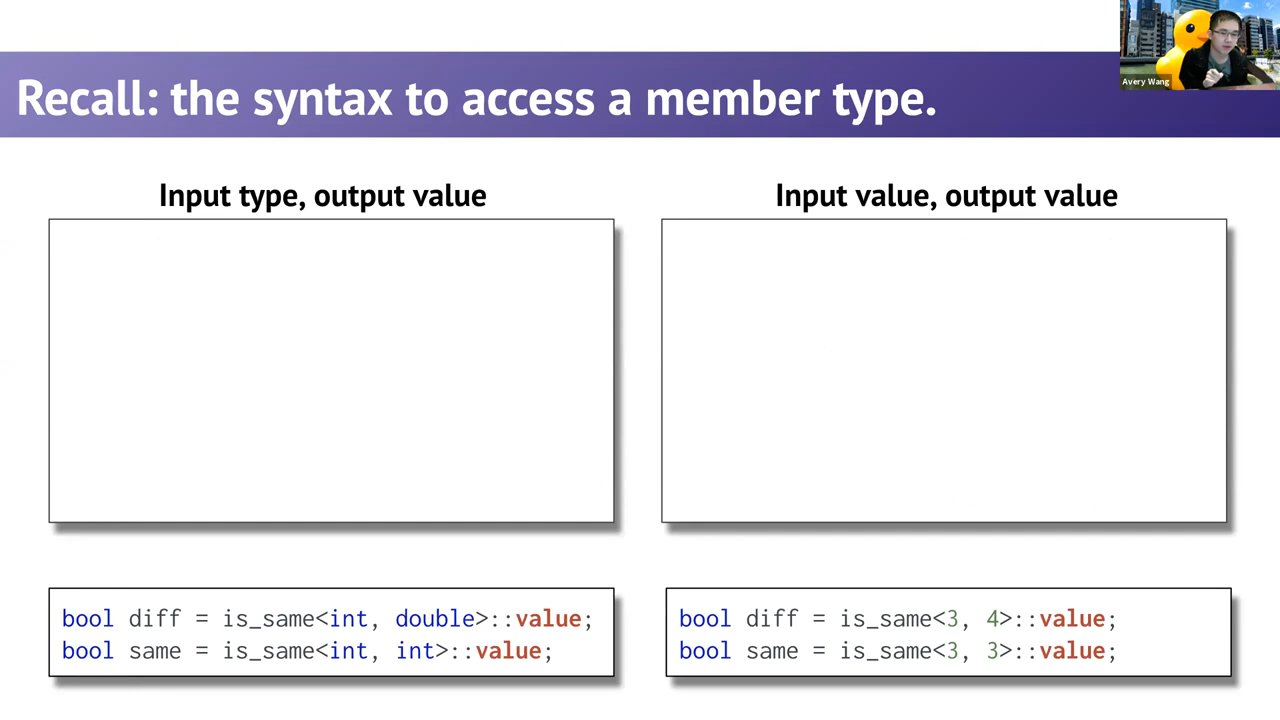 Recall: the syntax to access a member type.
Avery Wang
Input type, output value
Input value, output value
bool diff = is_same<int, double>::value;
bool same = is_same<int, int>::value;
bool diff = is_same<3, 4>::value;
bool same = is_same<3, 3>::value;